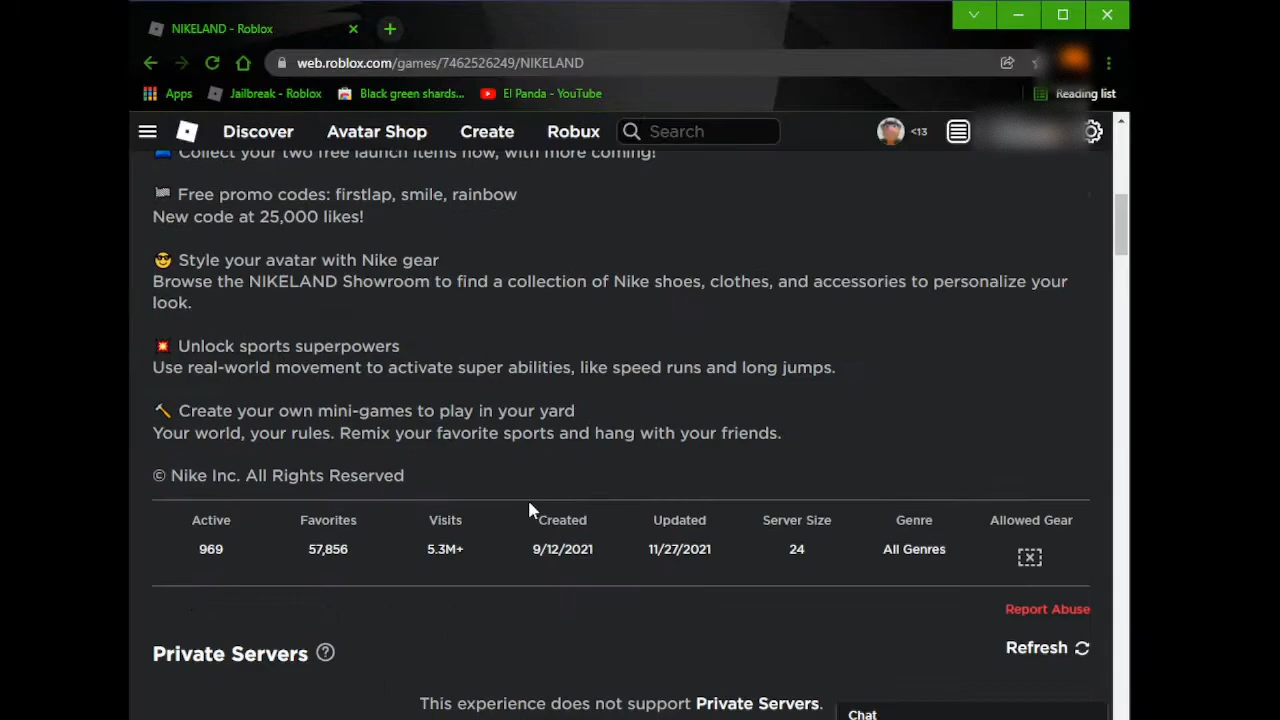 NIKELAND - Roblox
web.roblox.com/games/7462526249/NIKELAND
Apps Jailbreak - Roblox Black green shards... El Panda - YouTube Reading list
Discover Avatar Shop Create Robux Search <13
Collect your two free launch items now, with more coming!
Free promo codes: firstlap, smile, rainbow
New code at 25,000 likes!
Style your avatar with Nike gear
Browse the NIKELAND Showroom to find a collection of Nike shoes, clothes, and accessories to personalize your
look.
Unlock sports superpowers
Use real-world movement to activate super abilities, like speed runs and long jumps.
Create your own mini-games to play in your yard
Your world, your rules. Remix your favorite sports and hang with your friends.
© Nike Inc. All Rights Reserved
Active Favorites Visits Created Updated Server Size Genre Allowed Gear
969 57,856 5.3M+ 9/12/2021 11/27/2021 24 All Genres
Report Abuse
Private Servers Refresh
This experience does not support Private Servers.
Chat